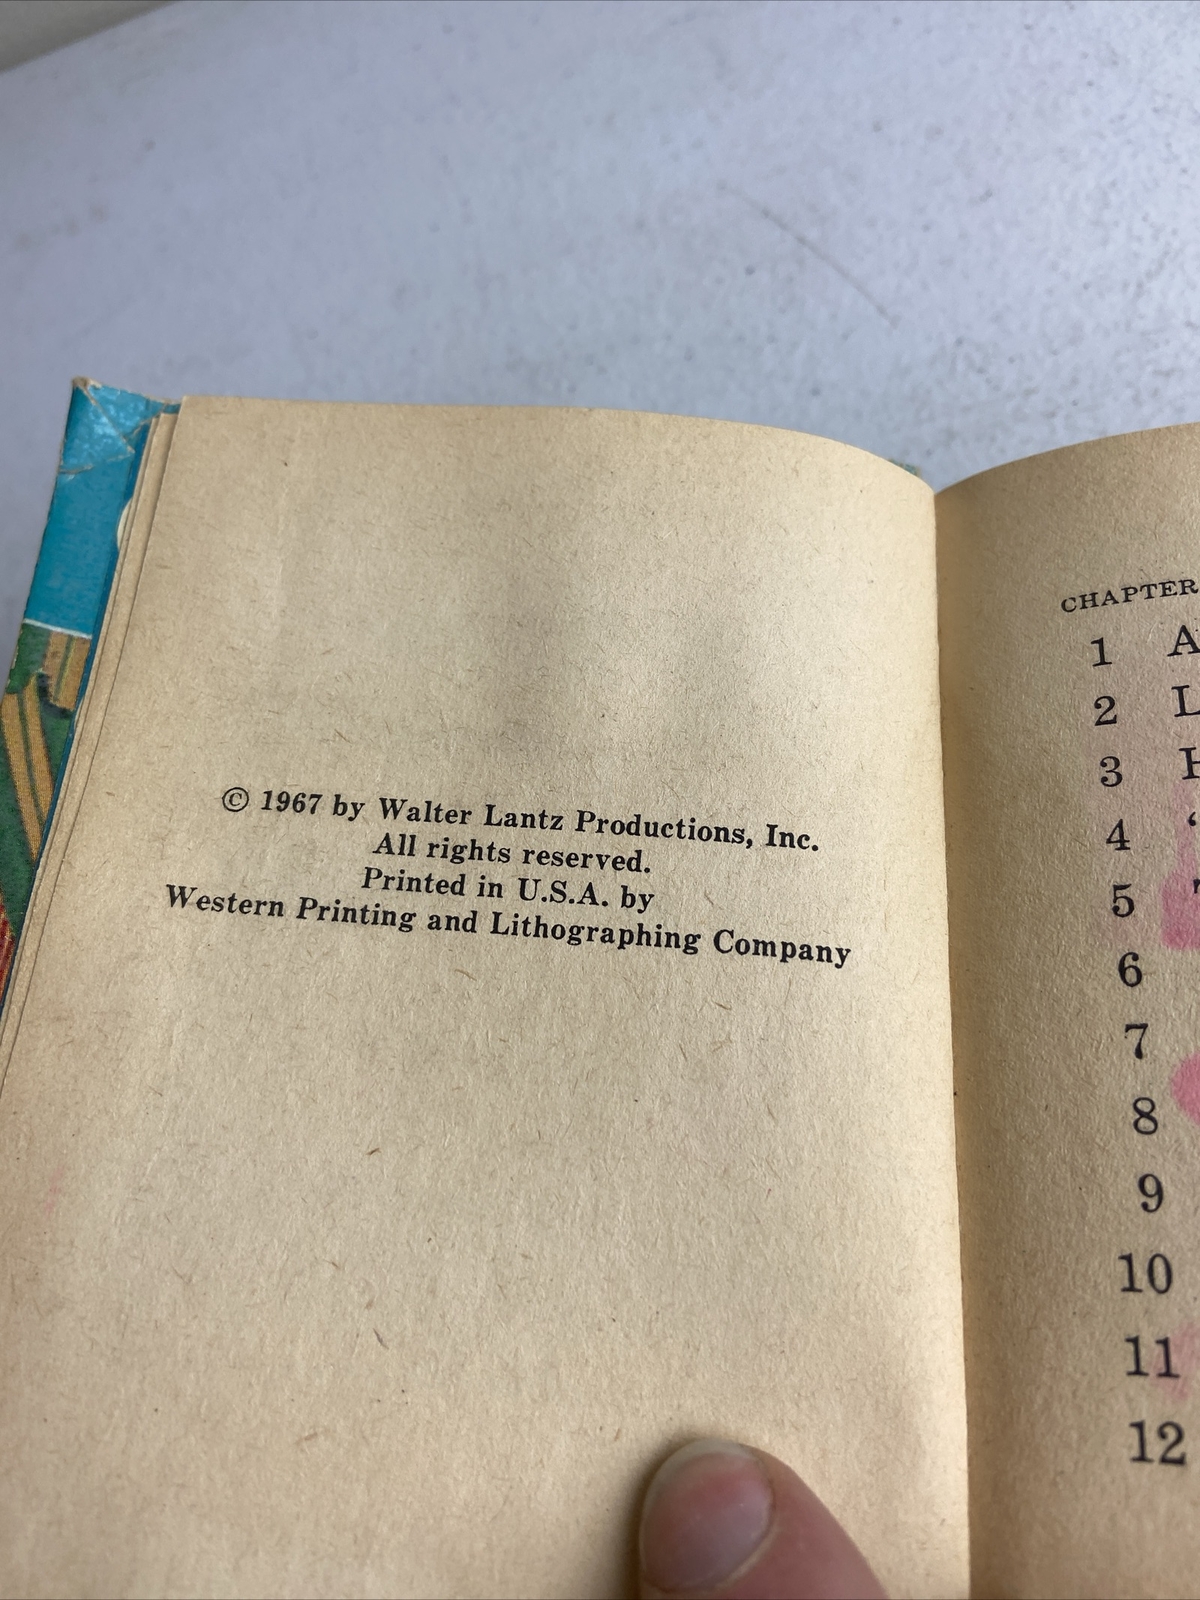 © 1967 by Walter Lantz Productions, Inc.
All rights reserved.
Printed in U.S.A. by
Western Printing and Lithographing Company
CHAPTER
1
2
3
4
5
6
7
8
9
10
11
12